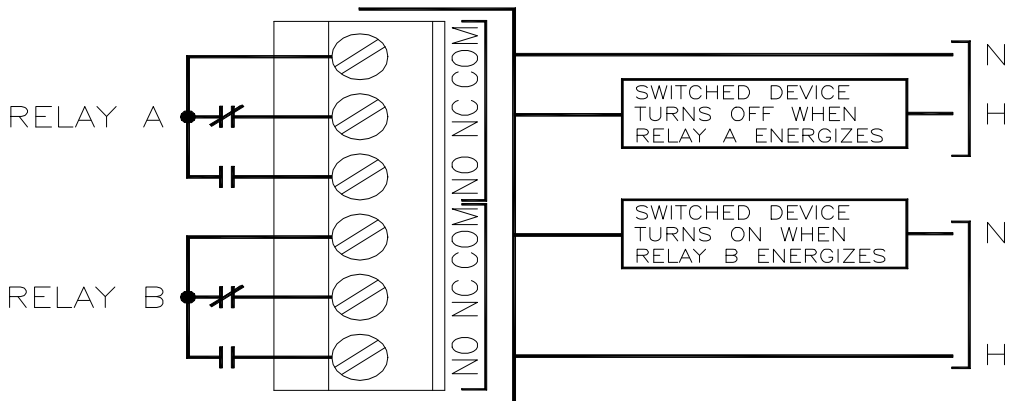 COM
N
RELAY A
NC
SWITCHED DEVICE
TURNS OFF WHEN
RELAY A ENERGIZES
H
NO
COM
SWITCHED DEVICE
TURNS ON WHEN
RELAY B ENERGIZES
N
RELAY B
NC
NO
H